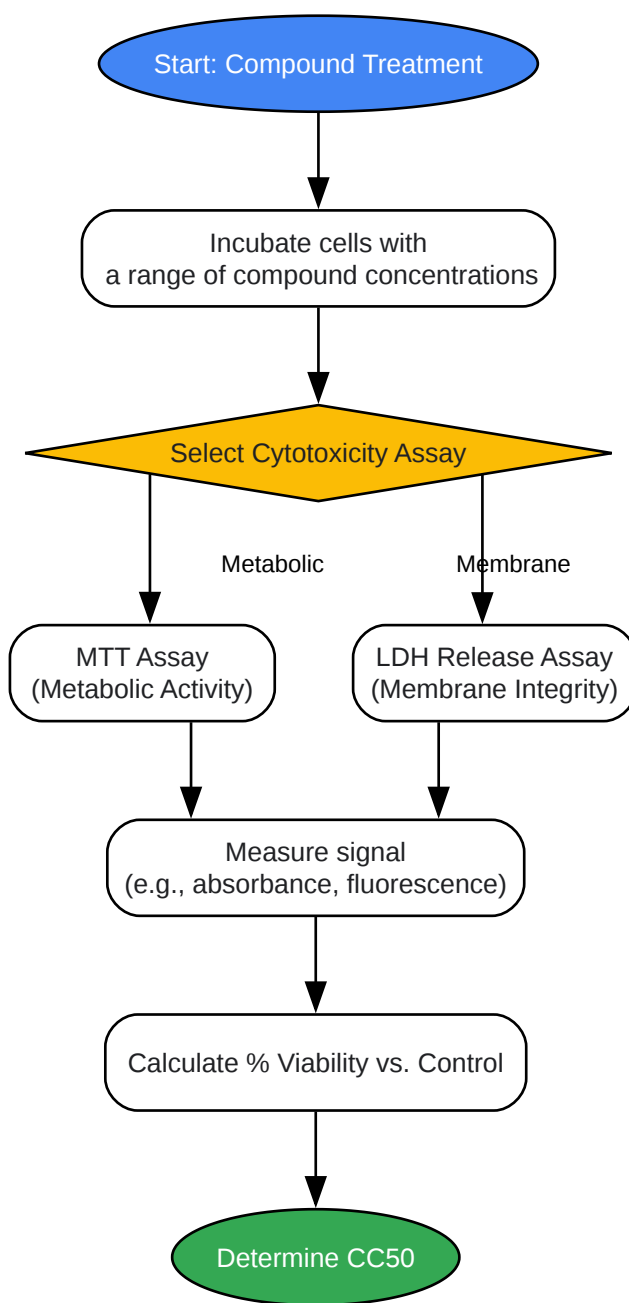 Start: Compound Treatment
Incubate cells with
a range of compound concentrations
Select Cytotoxicity Assay
Metabolic
Membrane
MTT Assay
(Metabolic Activity)
LDH Release Assay
(Membrane Integrity)
Measure signal
(e.g., absorbance, fluorescence)
Calculate % Viability vs. Control
Determine CC50